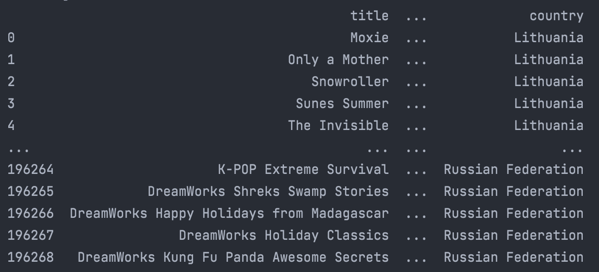 title ... country
0 Moxie ... Lithuania
1 Only a Mother ... Lithuania
2 Snowroller ... Lithuania
3 Sunes Summer ... Lithuania
4 The Invisible ... Lithuania
... ... ... ...
196264 K-POP Extreme Survival ... Russian Federation
196265 DreamWorks Shreks Swamp Stories ... Russian Federation
196266 DreamWorks Happy Holidays from Madagascar ... Russian Federation
196267 DreamWorks Holiday Classics ... Russian Federation
196268 DreamWorks Kung Fu Panda Awesome Secrets ... Russian Federation